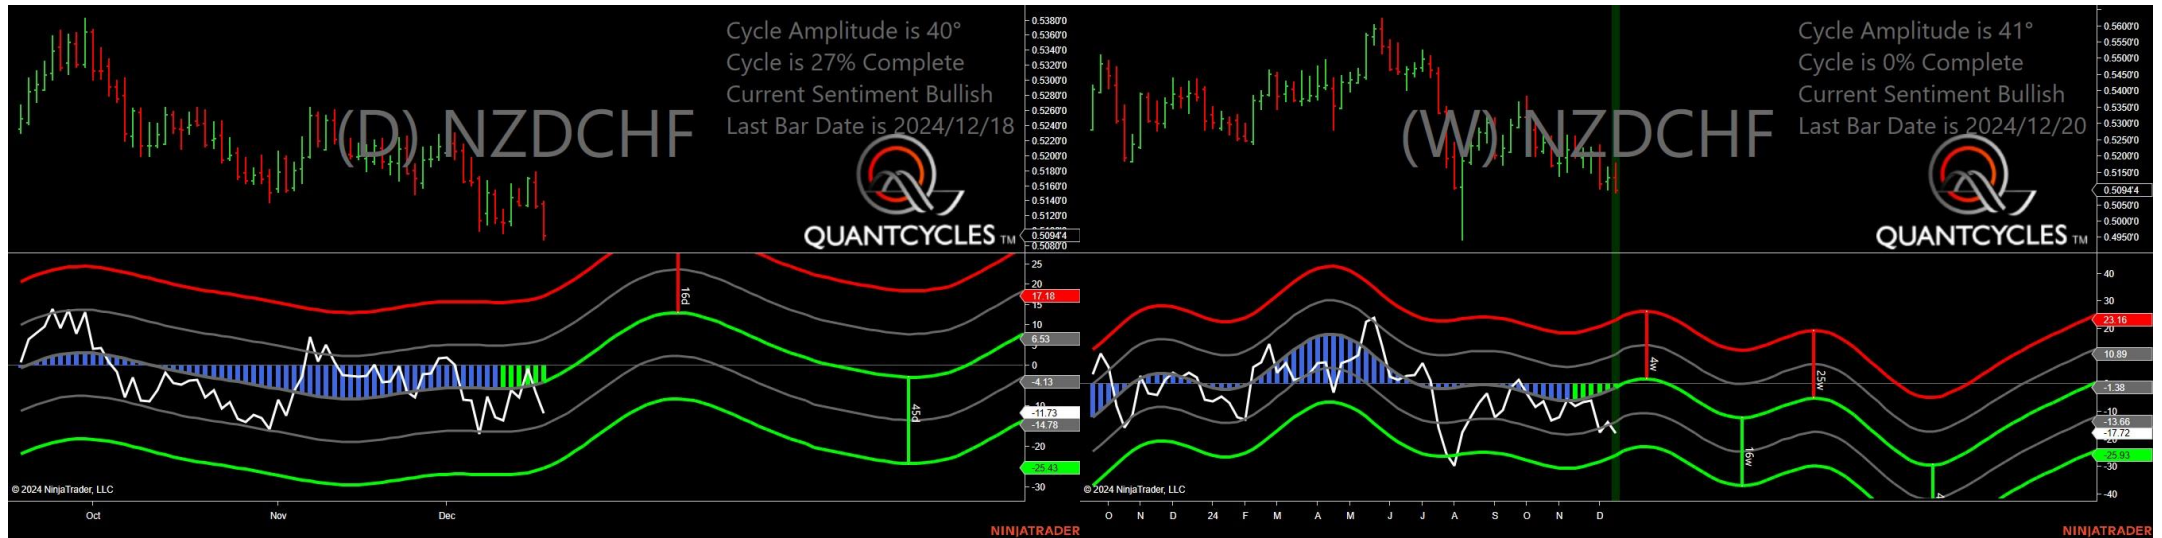 Cycle Amplitude is 40°
Cycle is 27% Complete
Current Sentiment Bullish
Last Bar Date is 2024/12/18
(D) NZDCHF
QUANTCYCLES TM
0.5380'0
0.5360'0
0.5340'0
0.5320'0
0.5300'0
0.5280'0
0.5260'0
0.5240'0
0.5220'0
0.5200'0
0.5180'0
0.5160'0
0.5140'0
0.5120'0
0.5094'4
0.5080'0
16d
45d
25
20
17.18
15
10
6.53
5
0
-4.13
-11.73
-14.78
-20
-25.43
-30
© 2024 NinjaTrader, LLC
Oct
Nov
Dec
NINJATRADER
Cycle Amplitude is 41°
Cycle is 0% Complete
Current Sentiment Bullish
Last Bar Date is 2024/12/20
(W) NZDCHF
QUANTCYCLES TM
0.5600'0
0.5550'0
0.5500'0
0.5450'0
0.5400'0
0.5350'0
0.5300'0
0.5250'0
0.5200'0
0.5150'0
0.5094'4
0.5050'0
0.5000'0
0.4950'0
4w
25w
16w
4
40
30
23.16
20
10.89
-1.38
-10
-13.66
-17.72
-25.93
-30
-40
© 2024 NinjaTrader, LLC
O N D 24 F M A M J J A S O N D
NINJATRADER